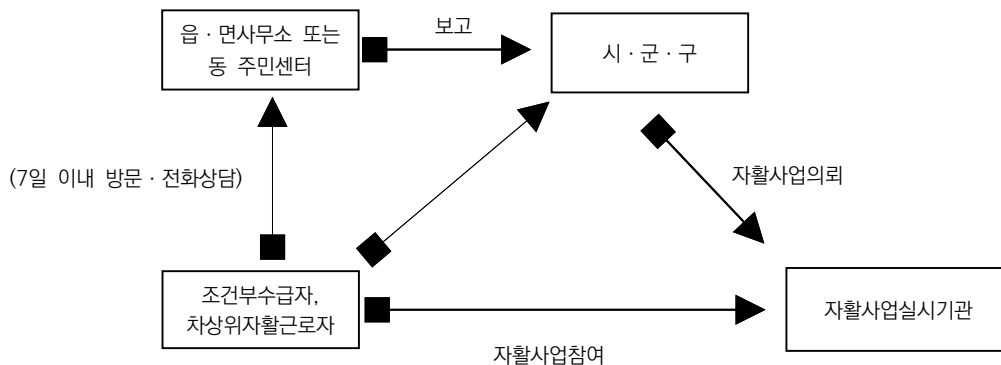 읍 · 면사무소 또는
동 주민센터
보고
시 · 군 · 구
(7일 이내 방문 · 전화상담)
자활사업의뢰
조건부수급자,
차상위자활근로자
자활사업실시기관
자활사업참여